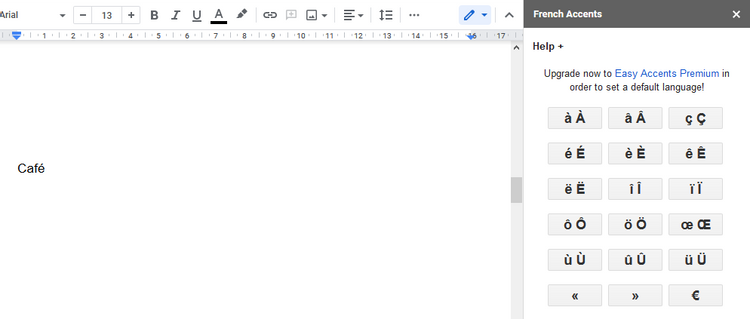 Arial - 13 + B I U A
1 2 3 4 5 6 7 8 9 10 11 12 13 14 15 16 17
Café
French Accents ×
Help +
Upgrade now to Easy Accents Premium in
order to set a default language!
à À â Â ç Ç
é É è È ê Ê
ë Ë î Î ï Ï
ô Ô ö Ö œ Œ
ù Ù û Û ü Ü
« » €